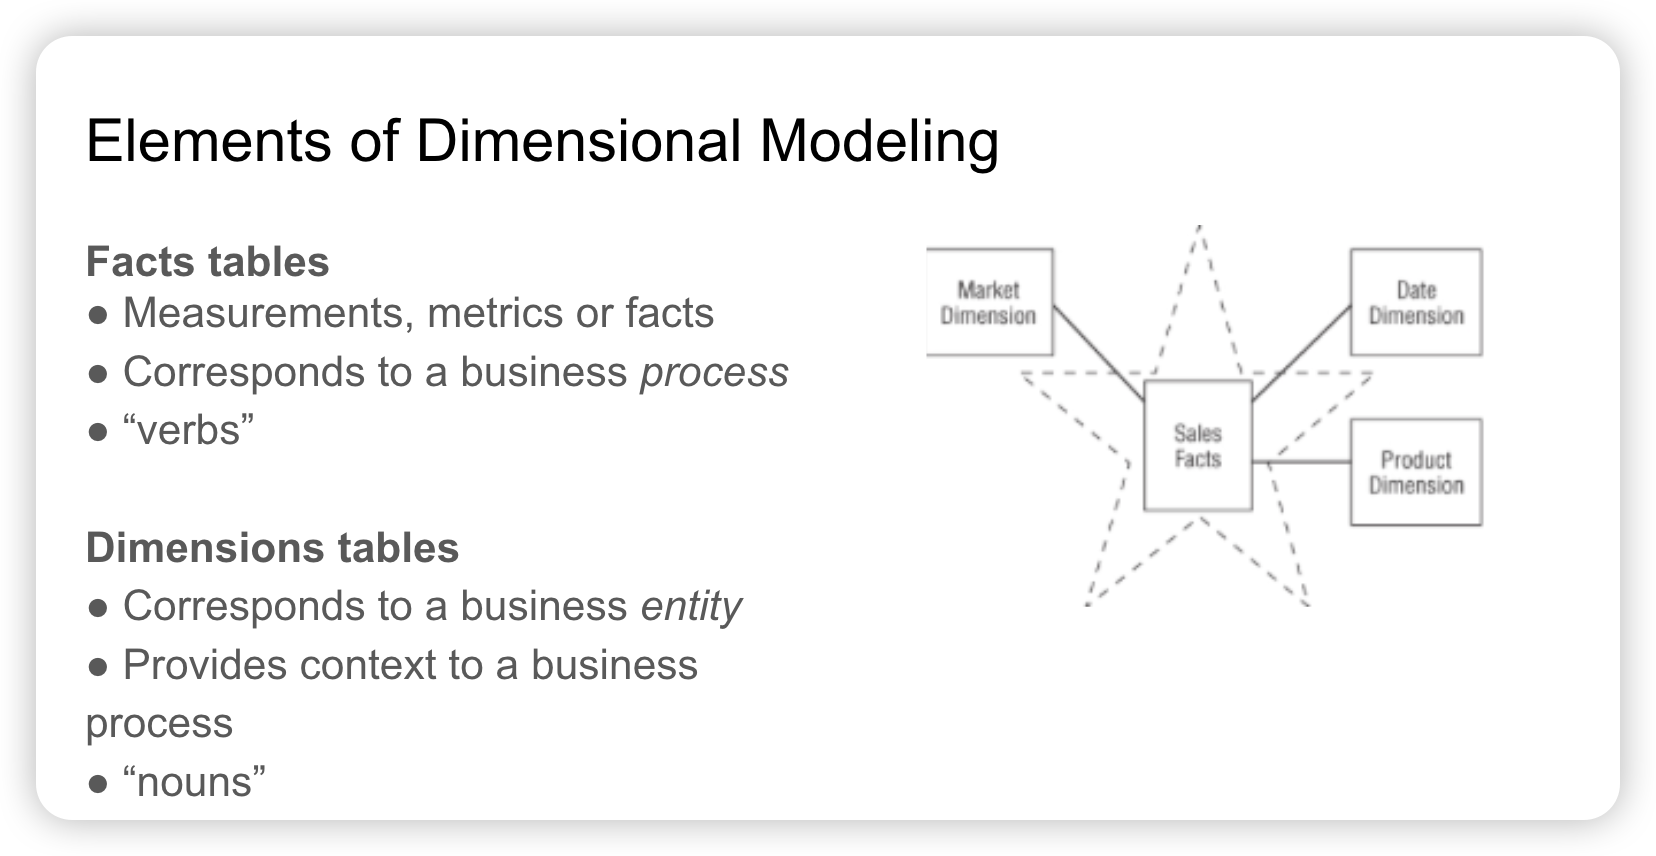 Elements of Dimensional Modeling
Facts tables
● Measurements, metrics or facts
● Corresponds to a business process
● “verbs”
Dimensions tables
● Corresponds to a business entity
● Provides context to a business
process
● “nouns”
Market
Dimension
Date
Dimension
Sales
Facts
Product
Dimension